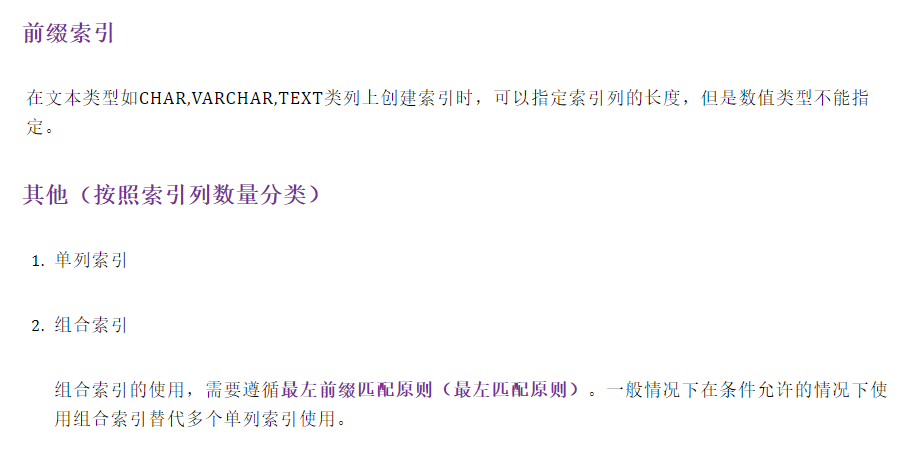 前缀索引
在文本类型如CHAR,VARCHAR,TEXT类列上创建索引时，可以指定索引列的长度，但是数值类型不能指
定。
其他（按照索引列数量分类）
1. 单列索引
2. 组合索引
组合索引的使用，需要遵循最左前缀匹配原则（最左匹配原则）。一般情况下在条件允许的情况下使
用组合索引替代多个单列索引使用。